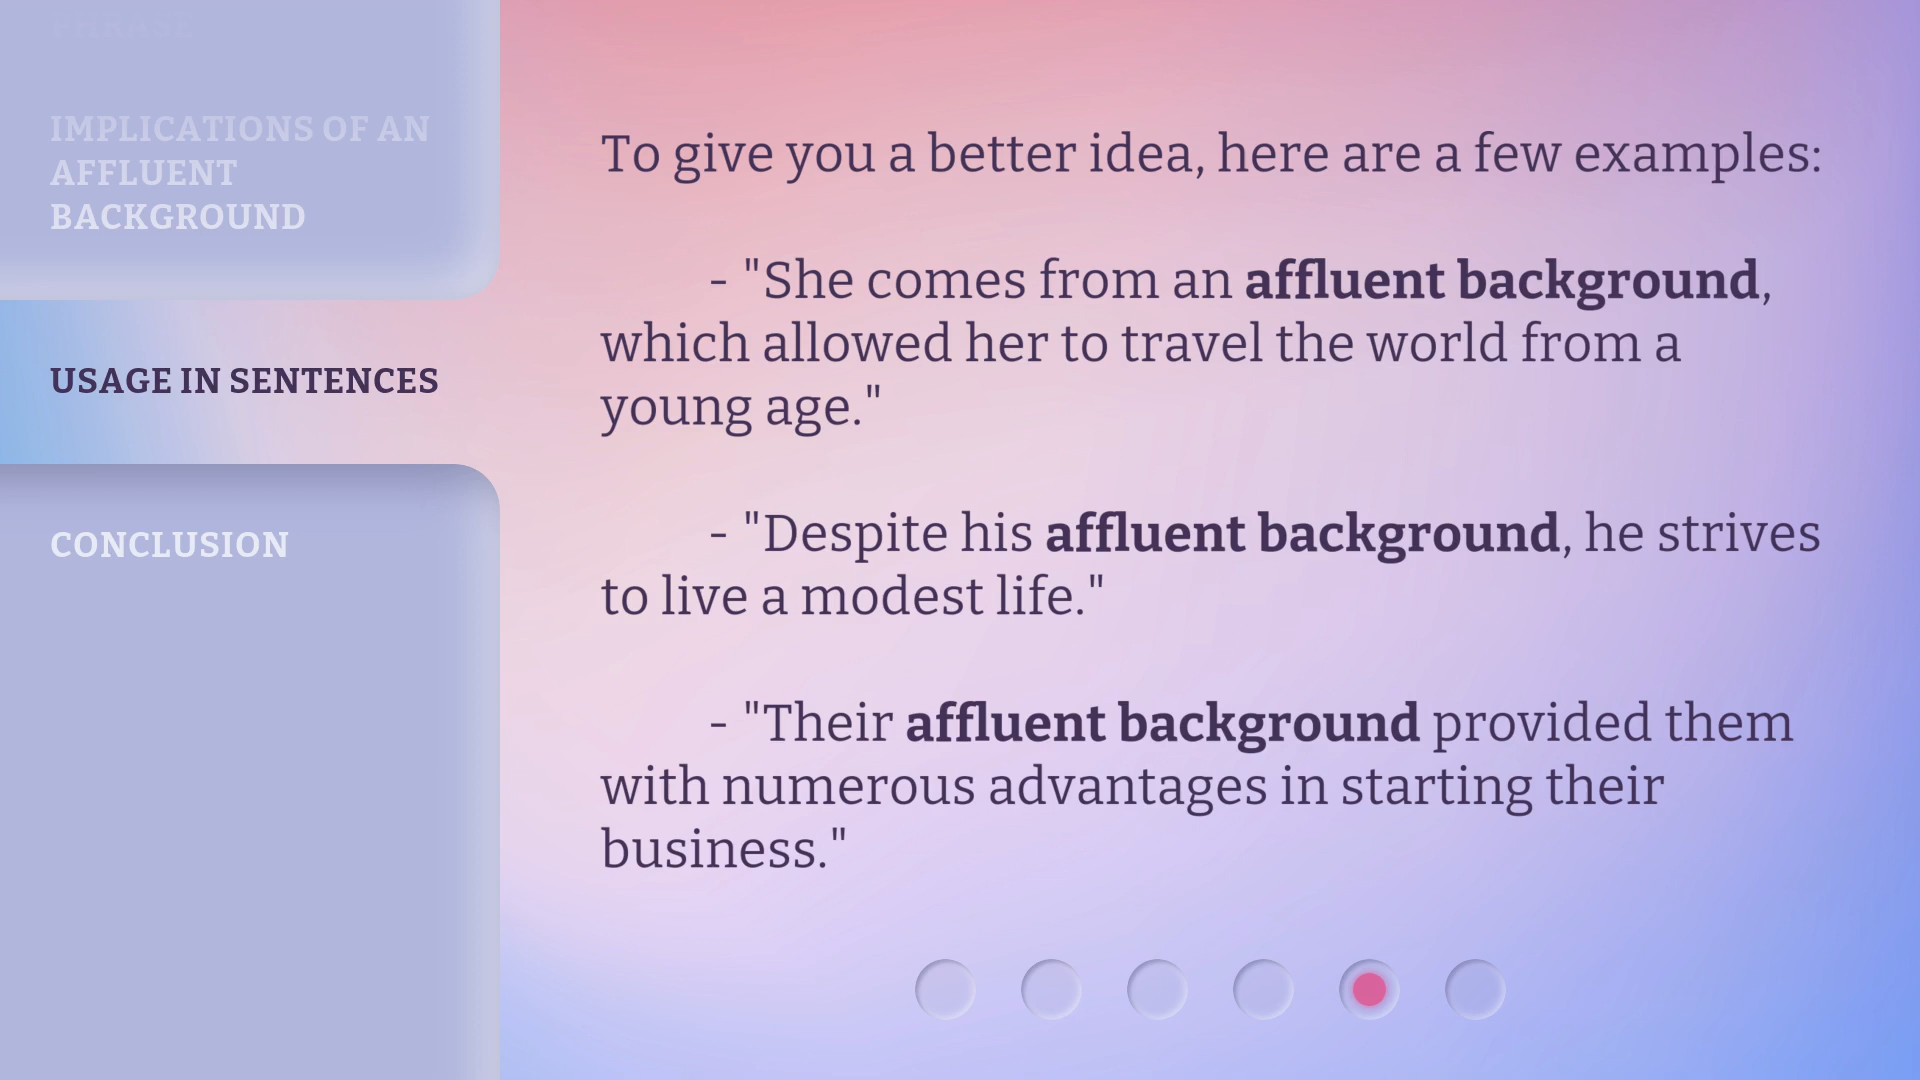 PHRASE
IMPLICATIONS OF AN
AFFLUENT
BACKGROUND
USAGE IN SENTENCES
CONCLUSION
To give you a better idea, here are a few examples:
- "She comes from an affluent background,
which allowed her to travel the world from a
young age."
- "Despite his affluent background, he strives
to live a modest life."
- "Their affluent background provided them
with numerous advantages in starting their
business."